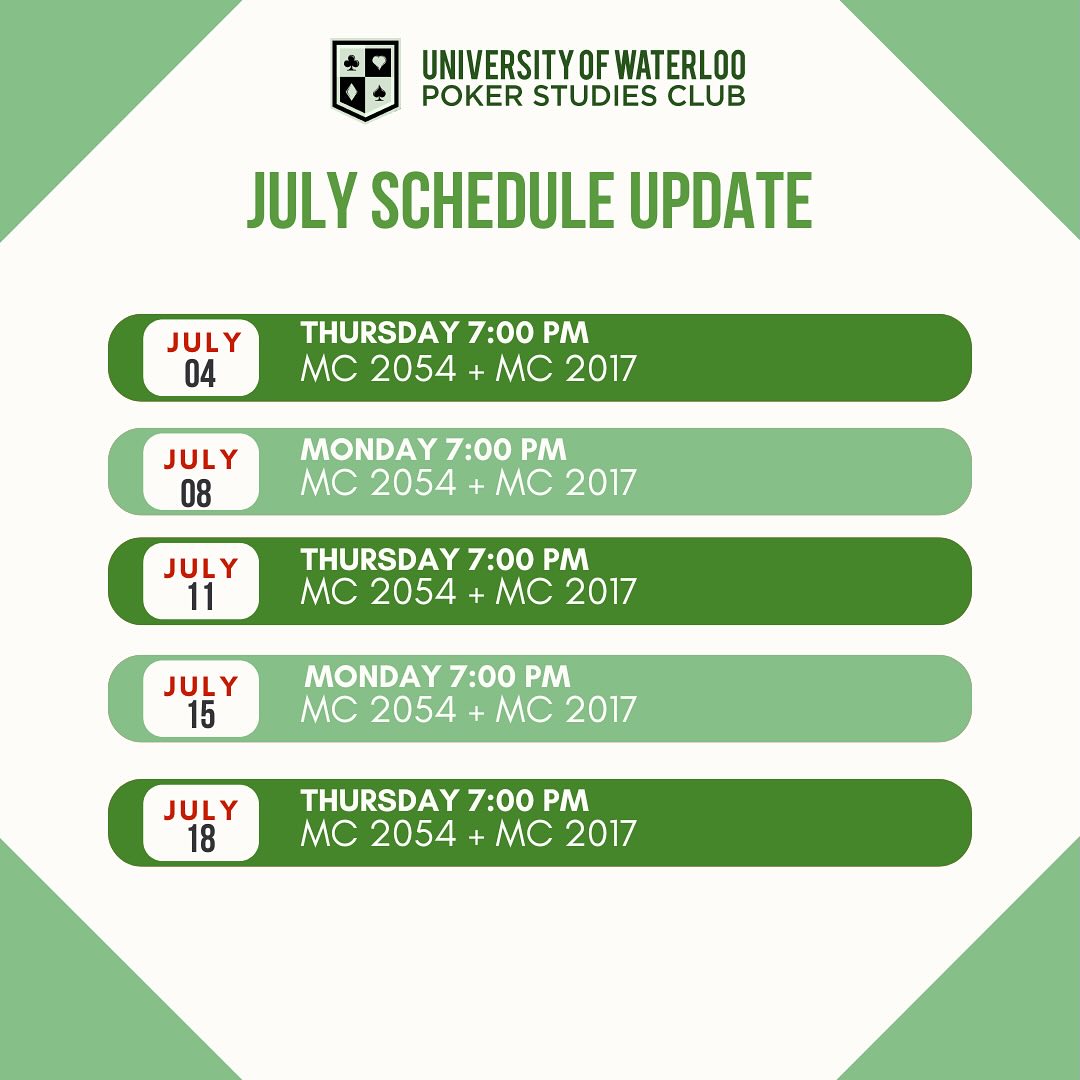 UNIVERSITY OF WATERLOO
POKER STUDIES CLUB
JULY SCHEDULE UPDATE
JULY
04
THURSDAY 7:00 PM
MC 2054 + MC 2017
JULY
08
MONDAY 7:00 PM
MC 2054 + MC 2017
JULY
11
THURSDAY 7:00 PM
MC 2054 + MC 2017
JULY
15
MONDAY 7:00 PM
MC 2054 + MC 2017
JULY
18
THURSDAY 7:00 PM
MC 2054 + MC 2017